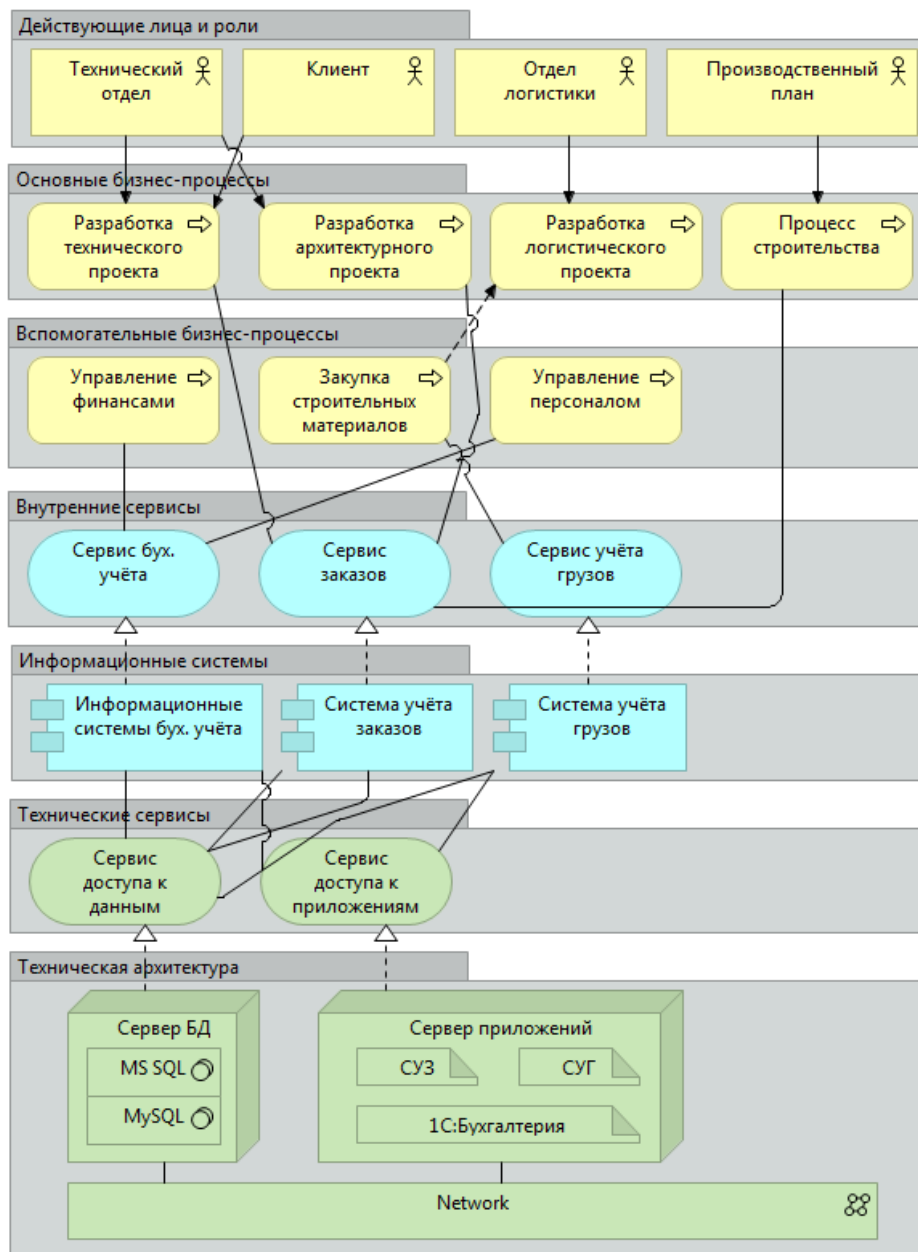 Действующие лица и роли
Технический
отдел
Клиент
Отдел
логистики
Производственный
план
Основные бизнес-процессы
Разработка
технического
проекта
Разработка
архитектурного
проекта
Разработка
логистического
проекта
Процесс
строительства
Вспомогательные бизнес-процессы
Управление
финансами
Закупка
строительных
материалов
Управление
персоналом
Внутренние сервисы
Сервис бух.
учёта
Сервис
заказов
Сервис учёта
грузов
Информационные системы
Информационные
системы бух. учёта
Система учёта
заказов
Система учёта
грузов
Технические сервисы
Сервис
доступа к
данным
Сервис
доступа к
приложениям
Техническая архитектура
Сервер БД
MS SQL
MySQL
Сервер приложений
СУЗ
СУГ
1С:Бухгалтерия
Network